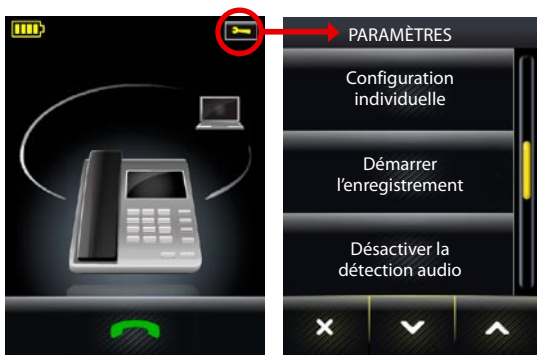 PARAMÈTRES
Configuration
individuelle
Démarrer
l'enregistrement
Désactiver la
détection audio